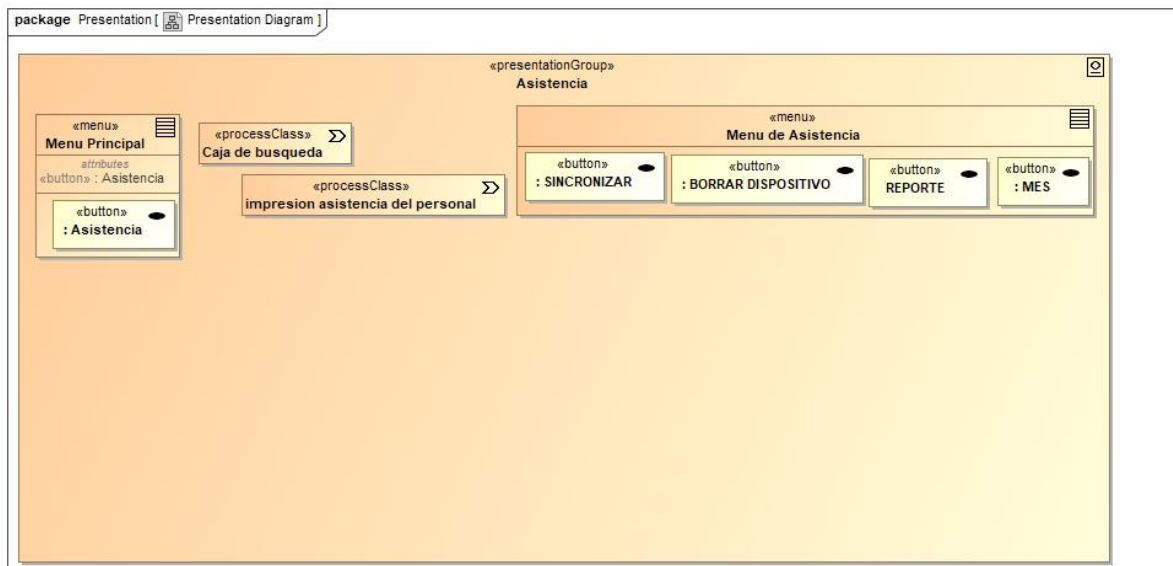 package Presentation [ Presentation Diagram ]
«presentationGroup»
Asistencia
«menu»
Menu Principal
attributes
«button» : Asistencia
«button»
: Asistencia
«processClass»
Caja de busqueda
«processClass»
impresion asistencia del personal
«menu»
Menu de Asistencia
«button»
: SINCRONIZAR
«button»
: BORRAR DISPOSITIVO
«button»
REPORTE
«button»
: MES